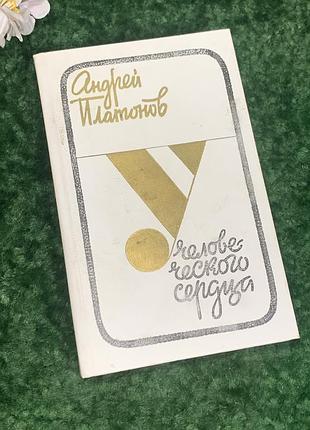 Андрей
Платонов
У
челове-
ческого
сердца